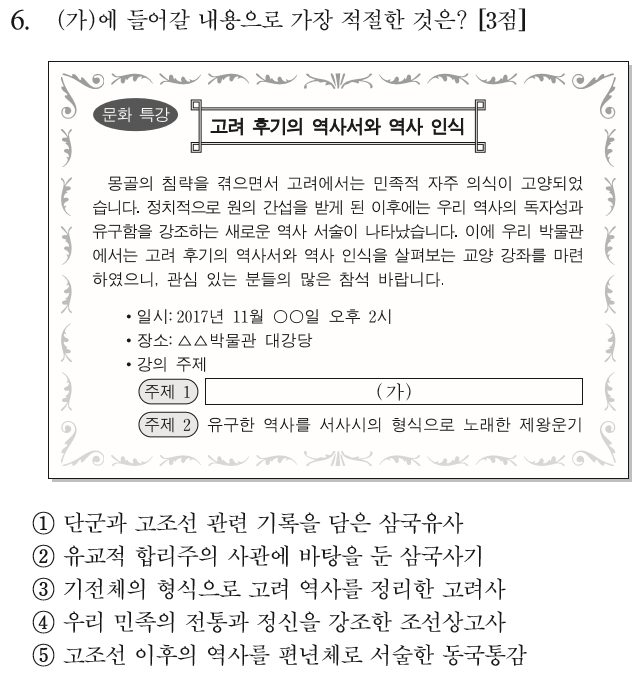 6. (가)에 들어갈 내용으로 가장 적절한 것은? [3점]
문화 특강
고려 후기의 역사서와 역사 인식
몽골의 침략을 겪으면서 고려에서는 민족적 자주 의식이 고양되었
습니다. 정치적으로 원의 간섭을 받게 된 이후에는 우리 역사의 독자성과
유구함을 강조하는 새로운 역사 서술이 나타났습니다. 이에 우리 박물관
에서는 고려 후기의 역사서와 역사 인식을 살펴보는 교양 강좌를 마련
하였으니, 관심 있는 분들의 많은 참석 바랍니다.
• 일시: 2017년 11월 ○○일 오후 2시
• 장소: △△박물관 대강당
• 강의 주제
주제 1 (가)
주제 2 유구한 역사를 서사시의 형식으로 노래한 제왕운기
① 단군과 고조선 관련 기록을 담은 삼국유사
② 유교적 합리주의 사관에 바탕을 둔 삼국사기
③ 기전체의 형식으로 고려 역사를 정리한 고려사
④ 우리 민족의 전통과 정신을 강조한 조선상고사
⑤ 고조선 이후의 역사를 편년체로 서술한 동국통감